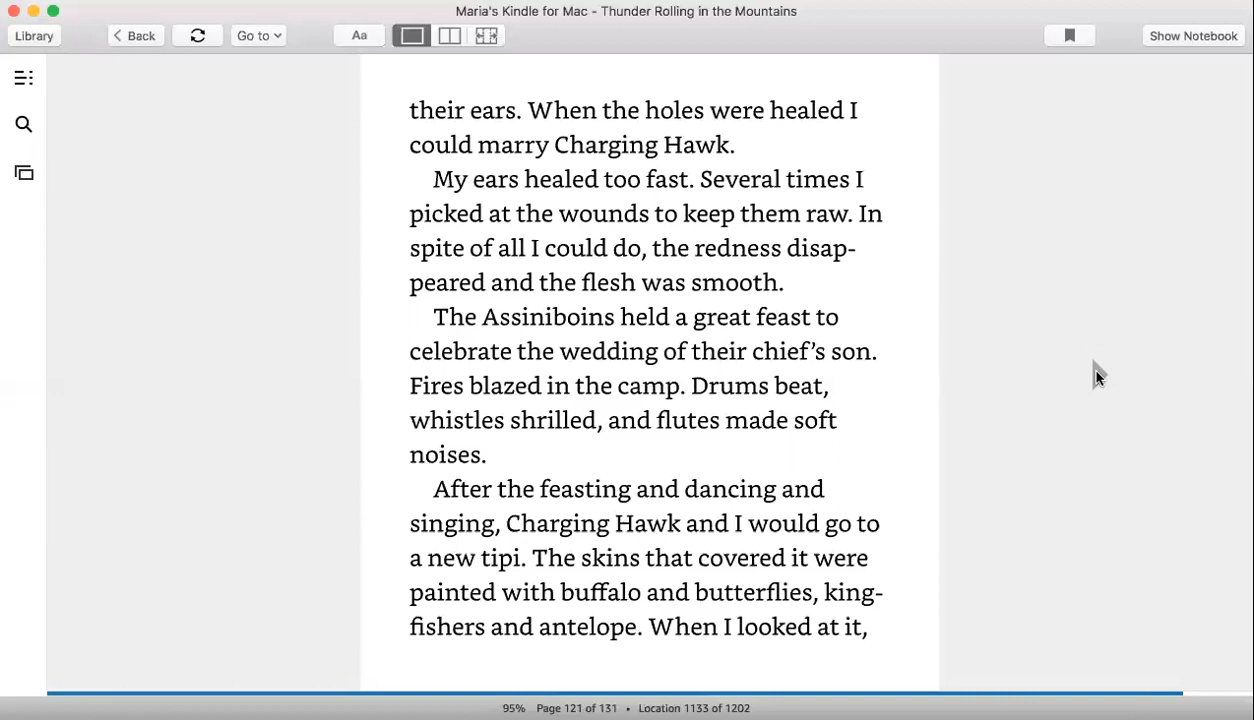 Maria's Kindle for Mac - Thunder Rolling in the Mountains
Library
Back
Go to
Aa
Show Notebook
their ears. When the holes were healed I
could marry Charging Hawk.
My ears healed too fast. Several times I
picked at the wounds to keep them raw. In
spite of all I could do, the redness disap-
peared and the flesh was smooth.
The Assiniboins held a great feast to
celebrate the wedding of their chief’s son.
Fires blazed in the camp. Drums beat,
whistles shrilled, and flutes made soft
noises.
After the feasting and dancing and
singing, Charging Hawk and I would go to
a new tipi. The skins that covered it were
painted with buffalo and butterflies, king-
fishers and antelope. When I looked at it,
95% Page 121 of 131 • Location 1133 of 1202